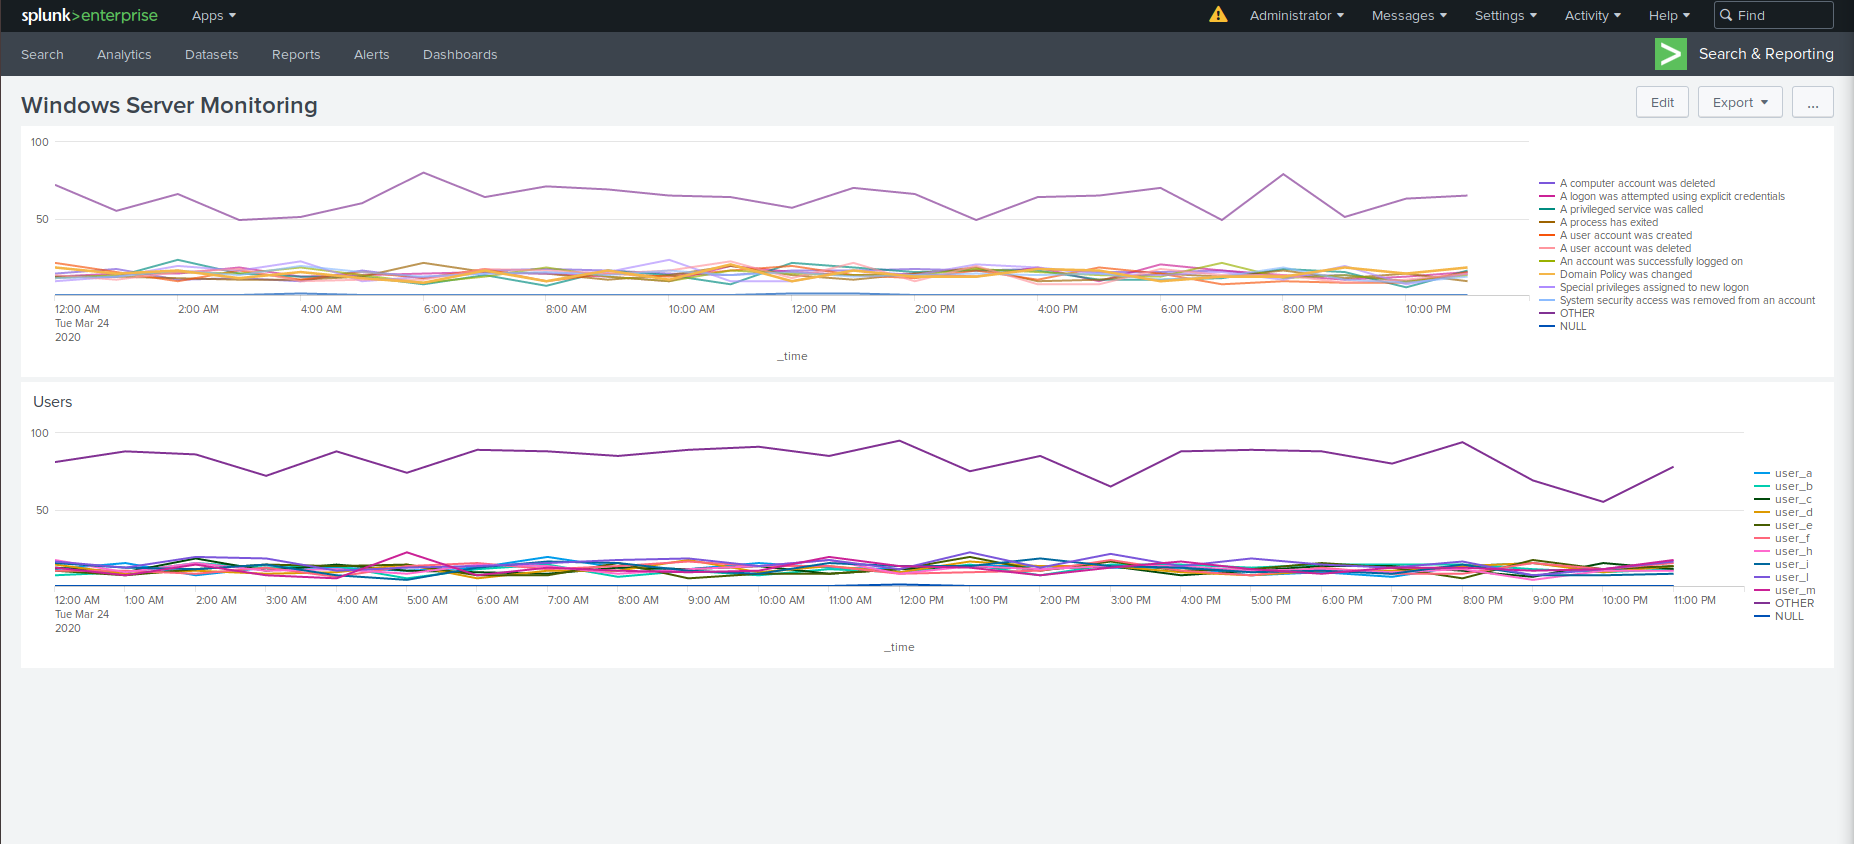 splunk>enterprise Apps Administrator Messages Settings Activity Help Find
Search Analytics Datasets Reports Alerts Dashboards Search & Reporting
Windows Server Monitoring Edit Export ...
100
50
12:00 AM 2:00 AM 4:00 AM 6:00 AM 8:00 AM 10:00 AM 12:00 PM 2:00 PM 4:00 PM 6:00 PM 8:00 PM 10:00 PM
Tue Mar 24
2020
_time
A computer account was deleted
A logon was attempted using explicit credentials
A privileged service was called
A process has exited
A user account was created
A user account was deleted
An account was successfully logged on
Domain Policy was changed
Special privileges assigned to new logon
System security access was removed from an account
OTHER
NULL
Users
100
50
12:00 AM 1:00 AM 2:00 AM 3:00 AM 4:00 AM 5:00 AM 6:00 AM 7:00 AM 8:00 AM 9:00 AM 10:00 AM 11:00 AM 12:00 PM 1:00 PM 2:00 PM 3:00 PM 4:00 PM 5:00 PM 6:00 PM 7:00 PM 8:00 PM 9:00 PM 10:00 PM 11:00 PM
Tue Mar 24
2020
_time
user_a
user_b
user_c
user_d
user_e
user_f
user_h
user_i
user_l
user_m
OTHER
NULL